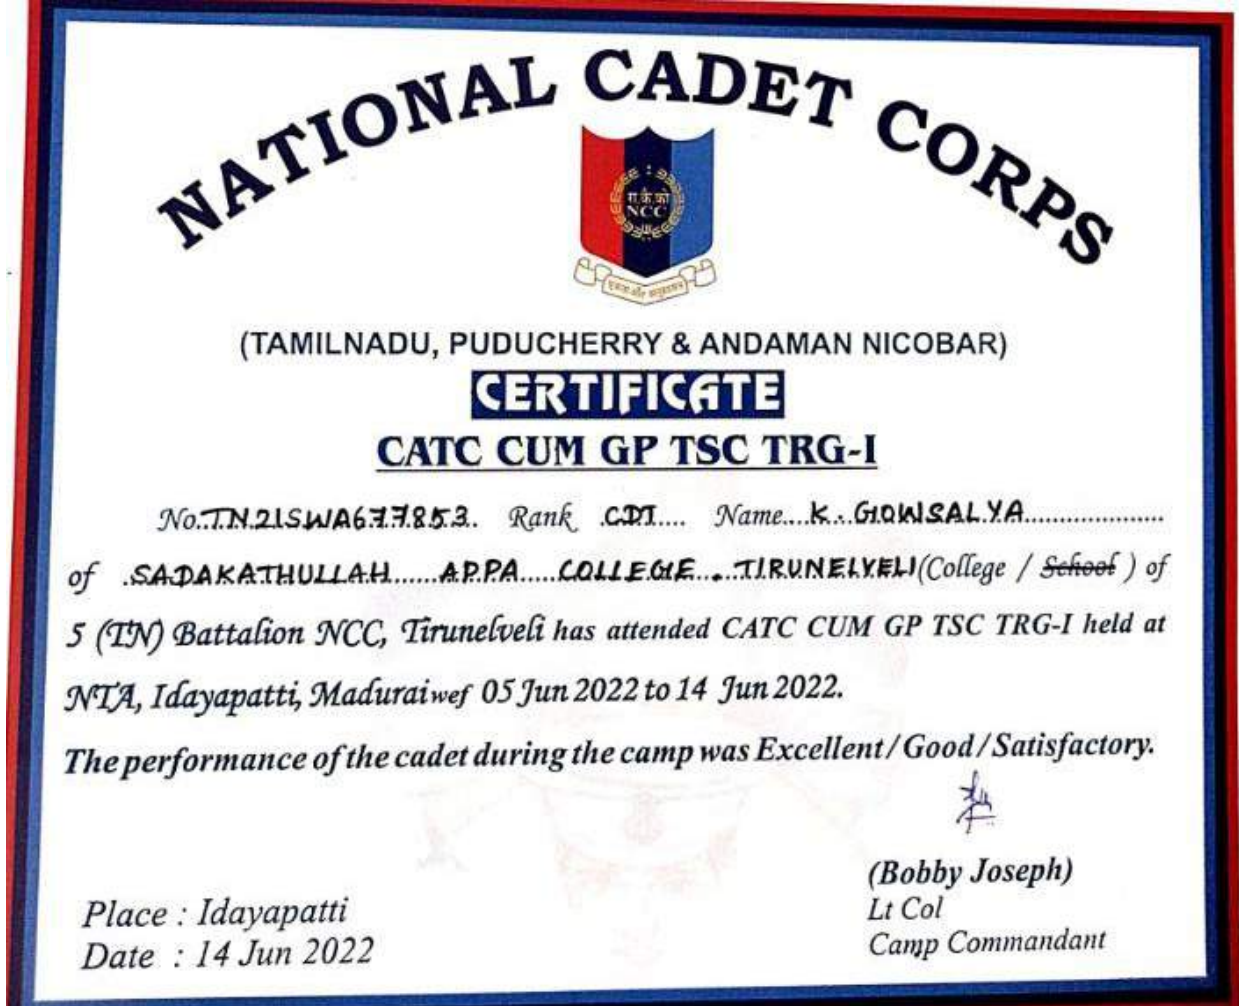 NATIONAL CADET CORPS
रा.कै.को
NCC
एकता और अनुशासन
(TAMILNADU, PUDUCHERRY & ANDAMAN NICOBAR)
CERTIFICATE
CATC CUM GP TSC TRG-I
No..TN21SWA677853. Rank .CDT.... Name....K. GOWSALYA....................
of .SADAKATHULLAH......APPA.....COLLEGE...TIRUNELVELI(College / School ) of
5 (TN) Battalion NCC, Tirunelveli has attended CATC CUM GP TSC TRG-I held at
NTA, Idayapatti, Madurai wef 05 Jun 2022 to 14 Jun 2022.
The performance of the cadet during the camp was Excellent/Good/Satisfactory.
(Bobby Joseph)
Lt Col
Camp Commandant
Place : Idayapatti
Date : 14 Jun 2022